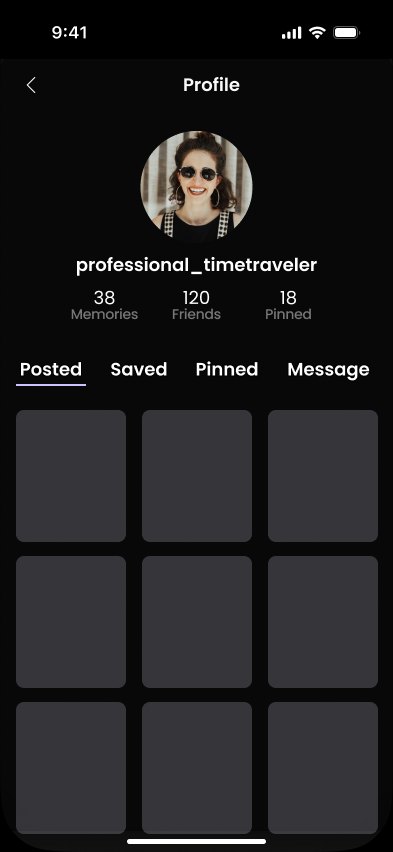 9:41
Profile
professional_timetraveler
38 120 18
Memories Friends Pinned
Posted Saved Pinned Message